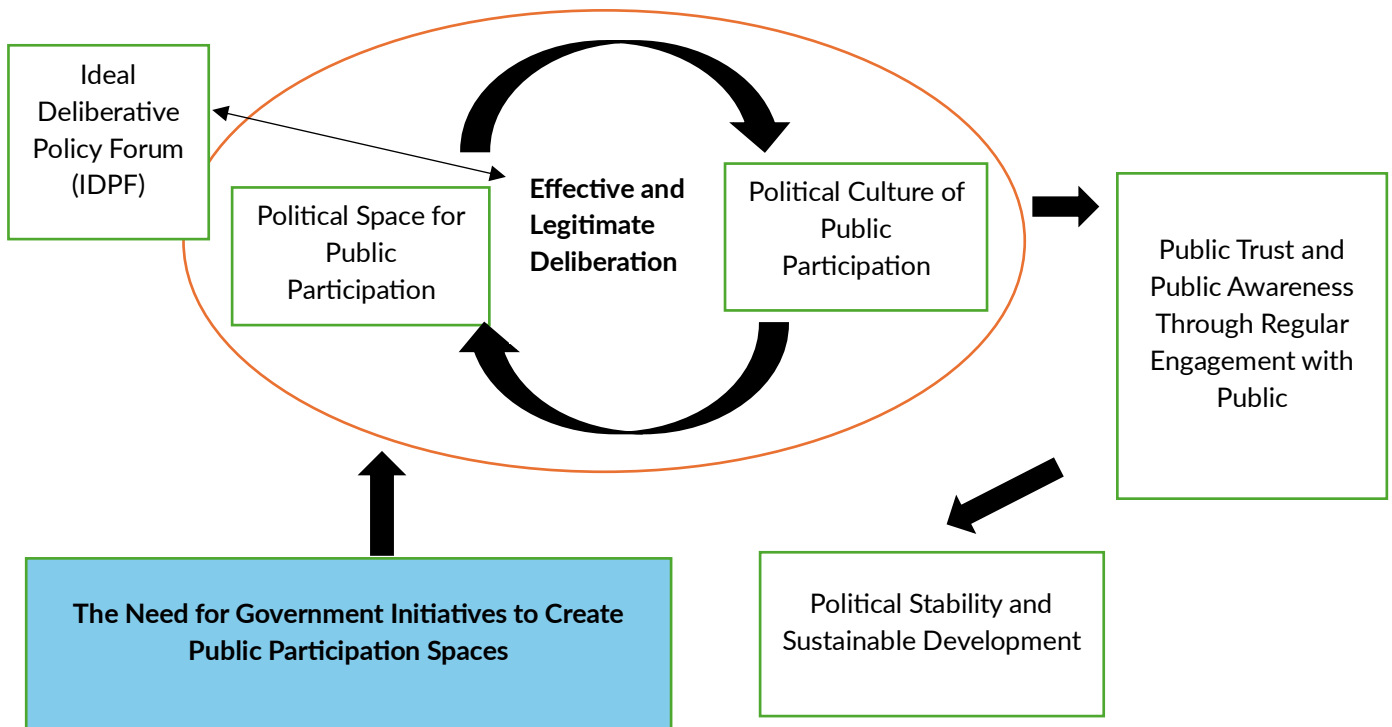 Ideal
Deliberative
Policy Forum
(IDPF)
Political Space for
Public
Participation
Effective and
Legitimate
Deliberation
Political Culture of
Public
Participation
Public Trust and
Public Awareness
Through Regular
Engagement with
Public
The Need for Government Initiatives to Create
Public Participation Spaces
Political Stability and
Sustainable Development